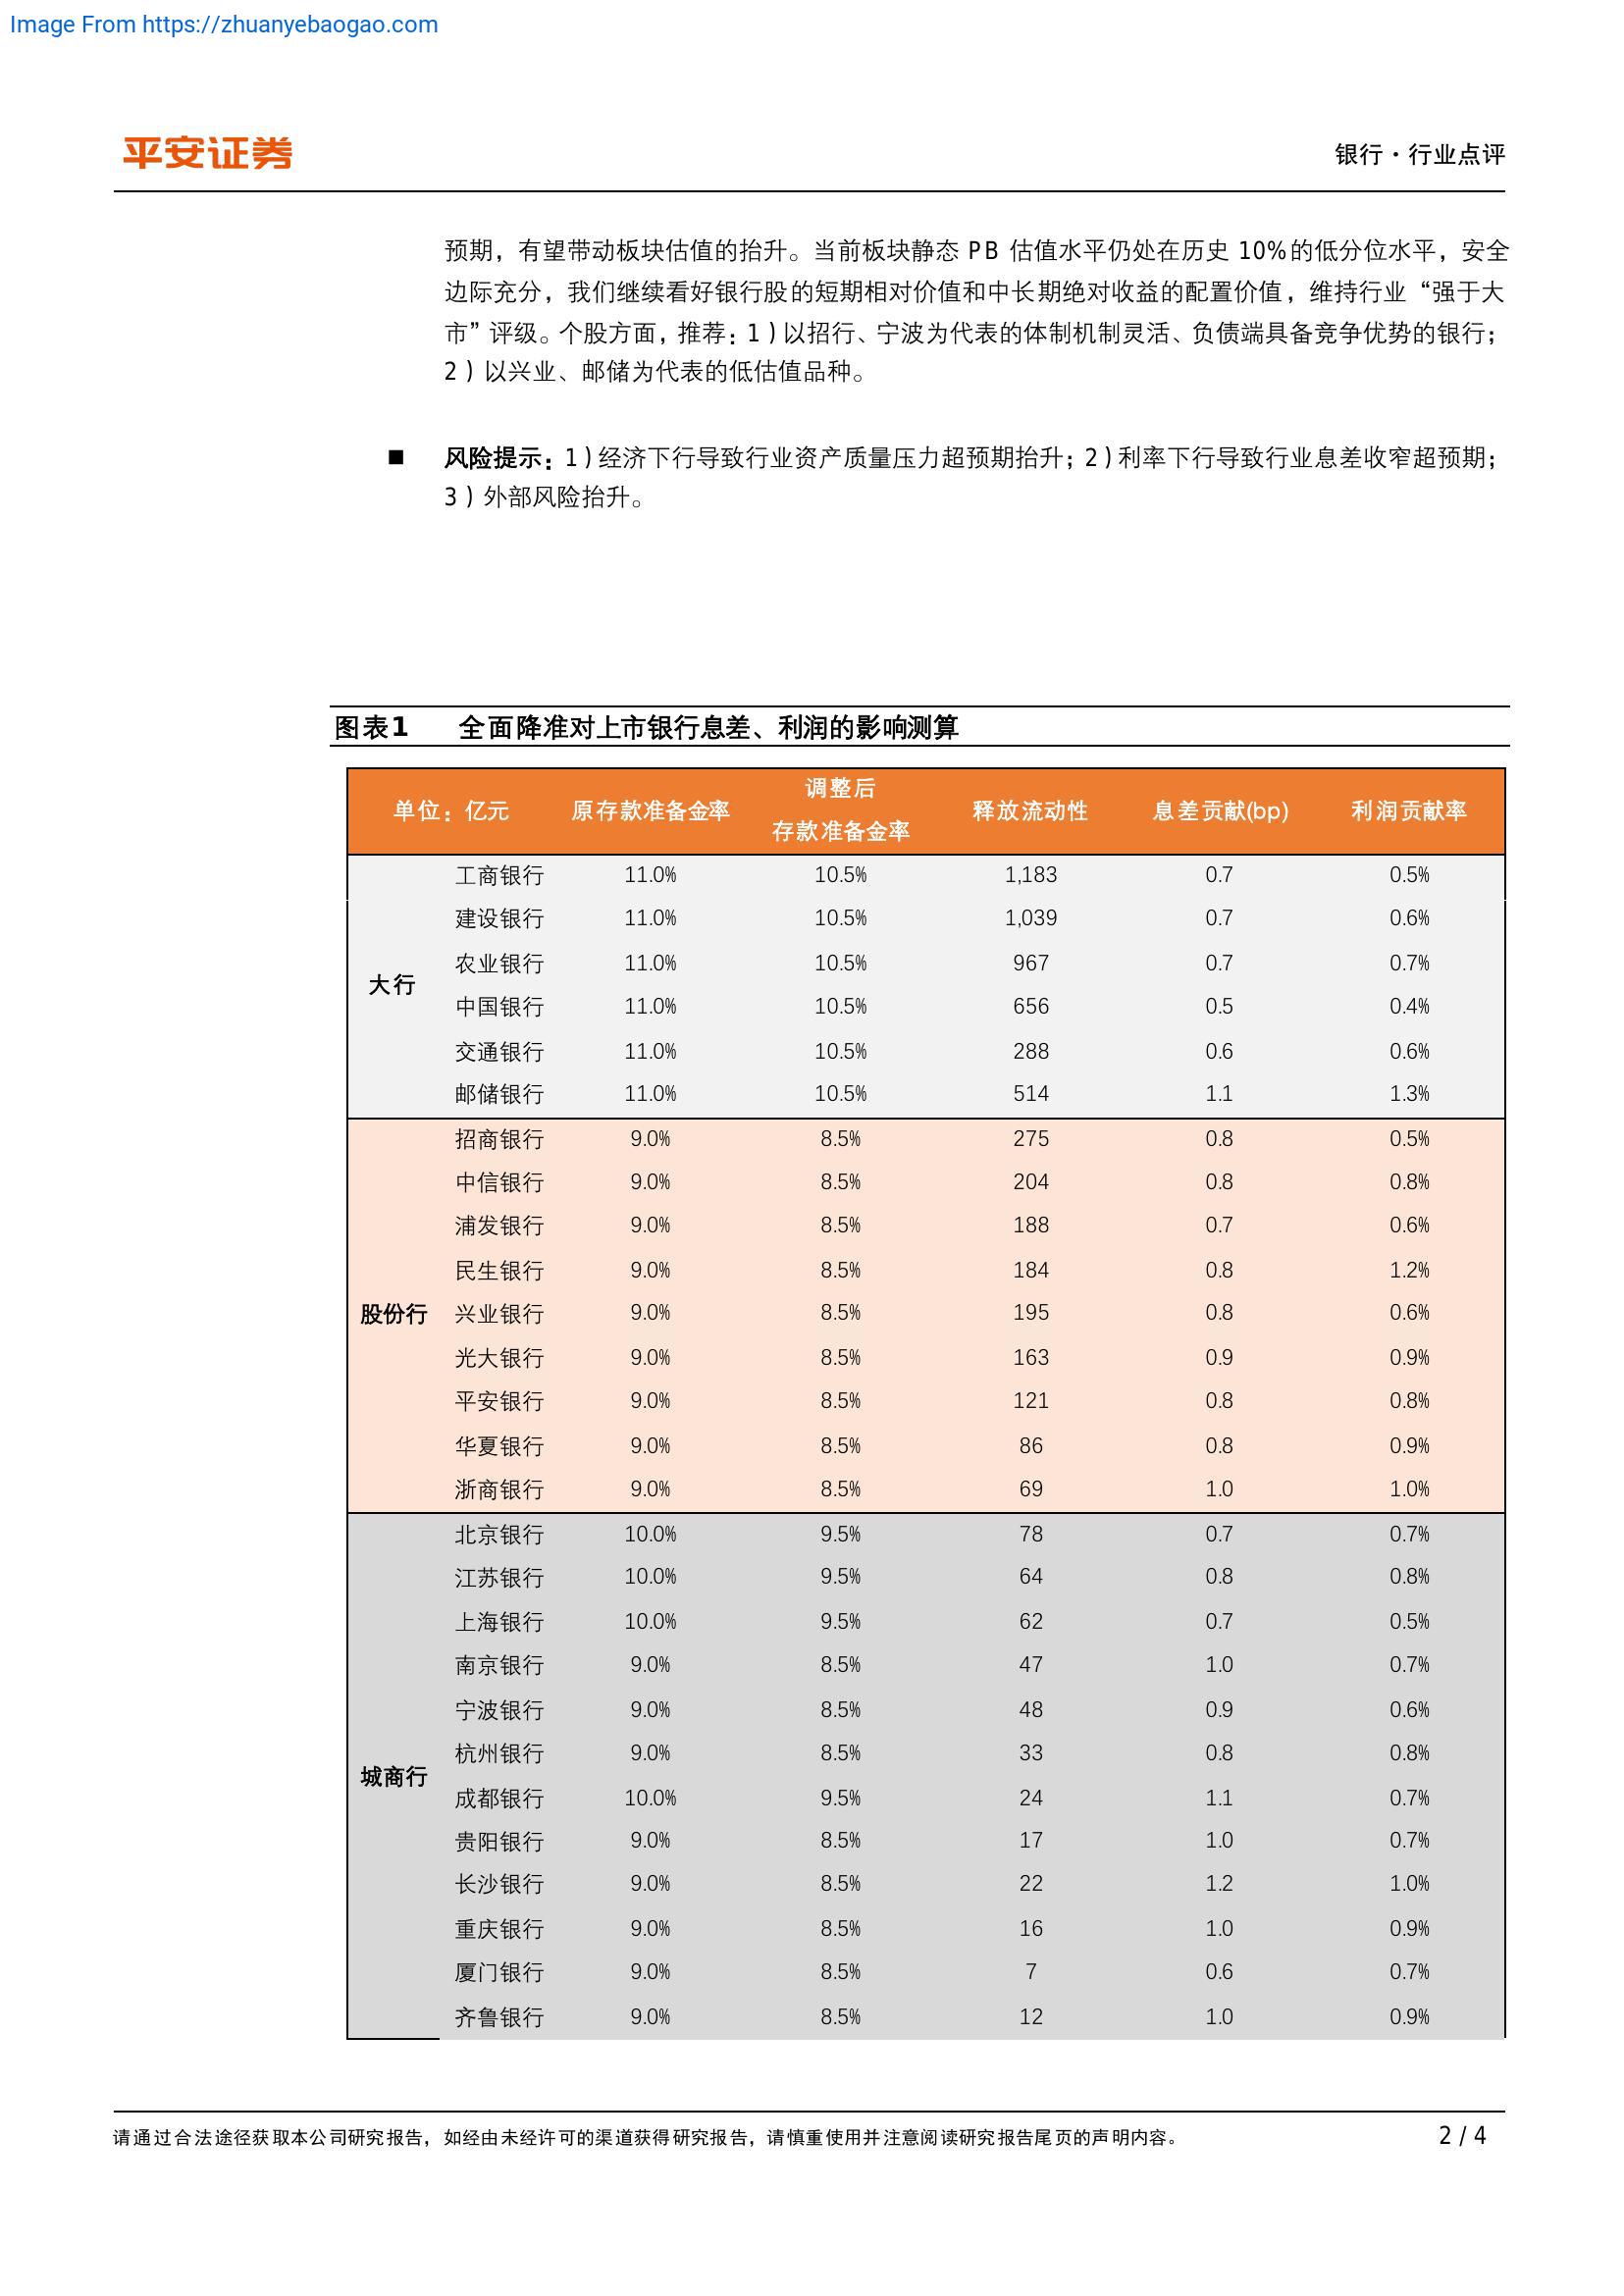 Image From https://zhuanyebaogao.com
平安证券
银行·行业点评
预期，有望带动板块估值的抬升。当前板块静态 PB 估值水平仍处在历史 10%的低分位水平，安全
边际充分，我们继续看好银行股的短期相对价值和中长期绝对收益的配置价值，维持行业“强于大
市”评级。个股方面，推荐：1）以招行、宁波为代表的体制机制灵活、负债端具备竞争优势的银行；
2）以兴业、邮储为代表的低估值品种。
■ 风险提示：1）经济下行导致行业资产质量压力超预期抬升；2）利率下行导致行业息差收窄超预期；
3）外部风险抬升。
图表1 全面降准对上市银行息差、利润的影响测算
单位：亿元 原存款准备金率 调整后 存款准备金率 释放流动性 息差贡献(bp) 利润贡献率
大行
工商银行 11.0% 10.5% 1,183 0.7 0.5%
建设银行 11.0% 10.5% 1,039 0.7 0.6%
农业银行 11.0% 10.5% 967 0.7 0.7%
中国银行 11.0% 10.5% 656 0.5 0.4%
交通银行 11.0% 10.5% 288 0.6 0.6%
邮储银行 11.0% 10.5% 514 1.1 1.3%
股份行
招商银行 9.0% 8.5% 275 0.8 0.5%
中信银行 9.0% 8.5% 204 0.8 0.8%
浦发银行 9.0% 8.5% 188 0.7 0.6%
民生银行 9.0% 8.5% 184 0.8 1.2%
兴业银行 9.0% 8.5% 195 0.8 0.6%
光大银行 9.0% 8.5% 163 0.9 0.9%
平安银行 9.0% 8.5% 121 0.8 0.8%
华夏银行 9.0% 8.5% 86 0.8 0.9%
浙商银行 9.0% 8.5% 69 1.0 1.0%
城商行
北京银行 10.0% 9.5% 78 0.7 0.7%
江苏银行 10.0% 9.5% 64 0.8 0.8%
上海银行 10.0% 9.5% 62 0.7 0.5%
南京银行 9.0% 8.5% 47 1.0 0.7%
宁波银行 9.0% 8.5% 48 0.9 0.6%
杭州银行 9.0% 8.5% 33 0.8 0.8%
成都银行 10.0% 9.5% 24 1.1 0.7%
贵阳银行 9.0% 8.5% 17 1.0 0.7%
长沙银行 9.0% 8.5% 22 1.2 1.0%
重庆银行 9.0% 8.5% 16 1.0 0.9%
厦门银行 9.0% 8.5% 7 0.6 0.7%
齐鲁银行 9.0% 8.5% 12 1.0 0.9%
请通过合法途径获取本公司研究报告，如经由未经许可的渠道获得研究报告，请慎重使用并注意阅读研究报告尾页的声明内容。
2 / 4